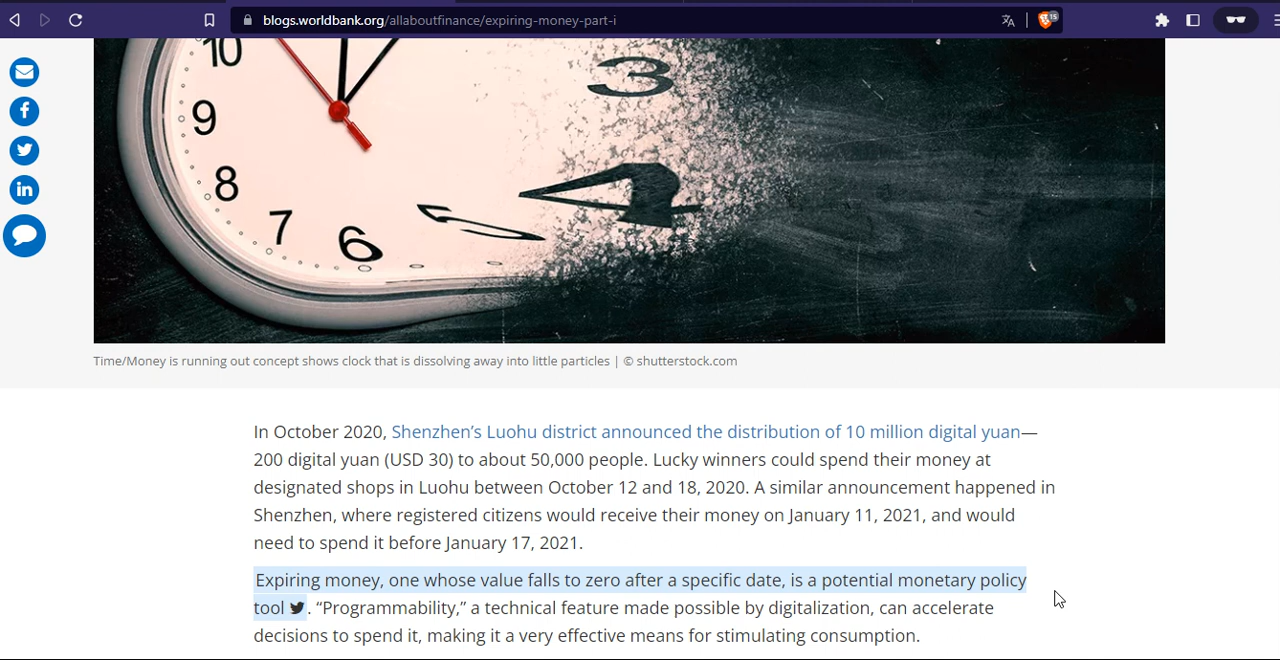 blogs.worldbank.org/allaboutfinance/expiring-money-part-i
15
10
9
8
7
6
3
4
Time/Money is running out concept shows clock that is dissolving away into little particles | © shutterstock.com
In October 2020, Shenzhen’s Luohu district announced the distribution of 10 million digital yuan—
200 digital yuan (USD 30) to about 50,000 people. Lucky winners could spend their money at
designated shops in Luohu between October 12 and 18, 2020. A similar announcement happened in
Shenzhen, where registered citizens would receive their money on January 11, 2021, and would
need to spend it before January 17, 2021.
Expiring money, one whose value falls to zero after a specific date, is a potential monetary policy
tool . “Programmability,” a technical feature made possible by digitalization, can accelerate
decisions to spend it, making it a very effective means for stimulating consumption.